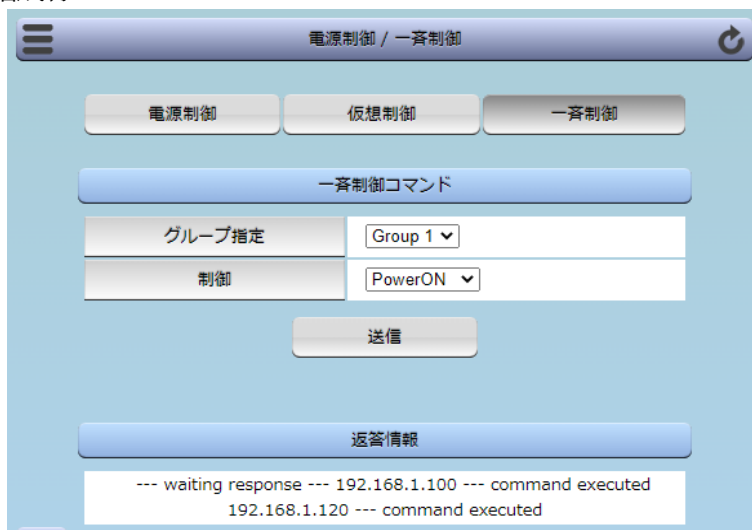 電源制御 / 一斉制御
電源制御
仮想制御
一斉制御
一斉制御コマンド
グループ指定
Group 1
制御
PowerON
送信
返答情報
--- waiting response --- 192.168.1.100 --- command executed
192.168.1.120 --- command executed